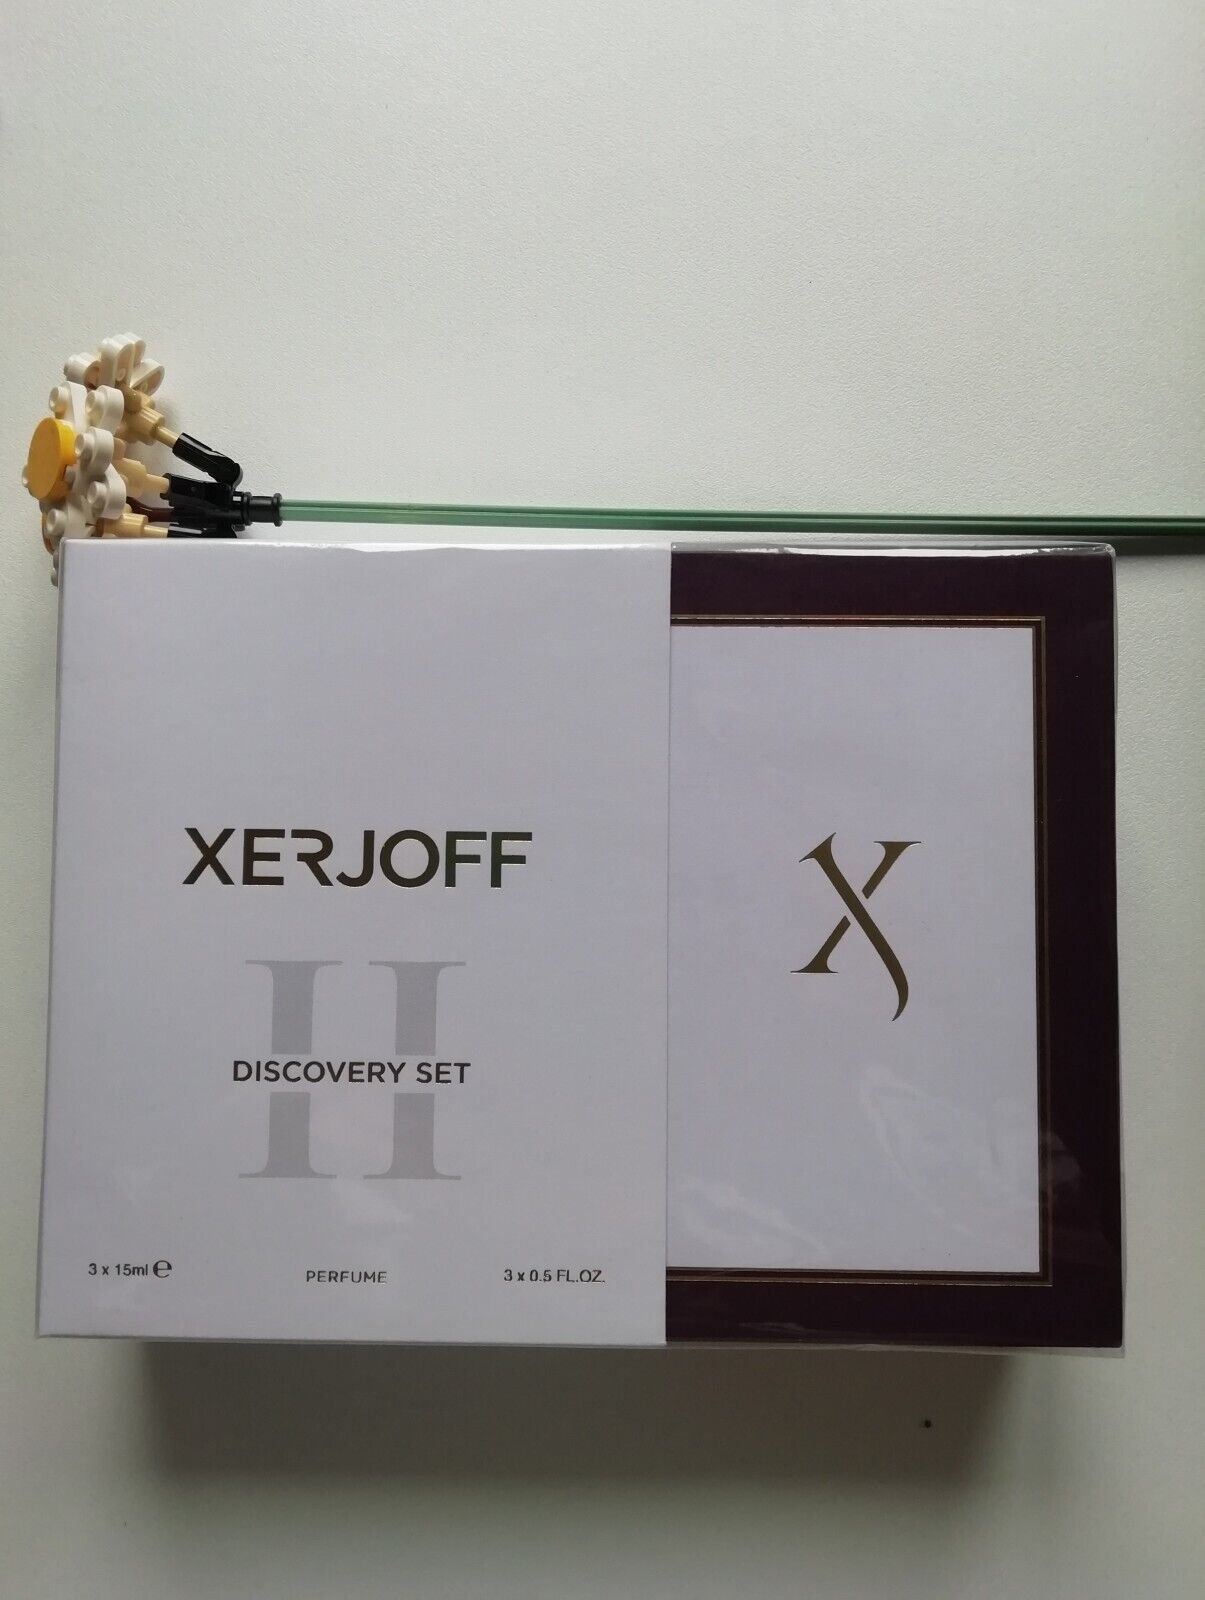 XERJOFF
X
II
DISCOVERY SET
3 x 15ml ℮
PERFUME
3 x 0.5 FL.OZ.